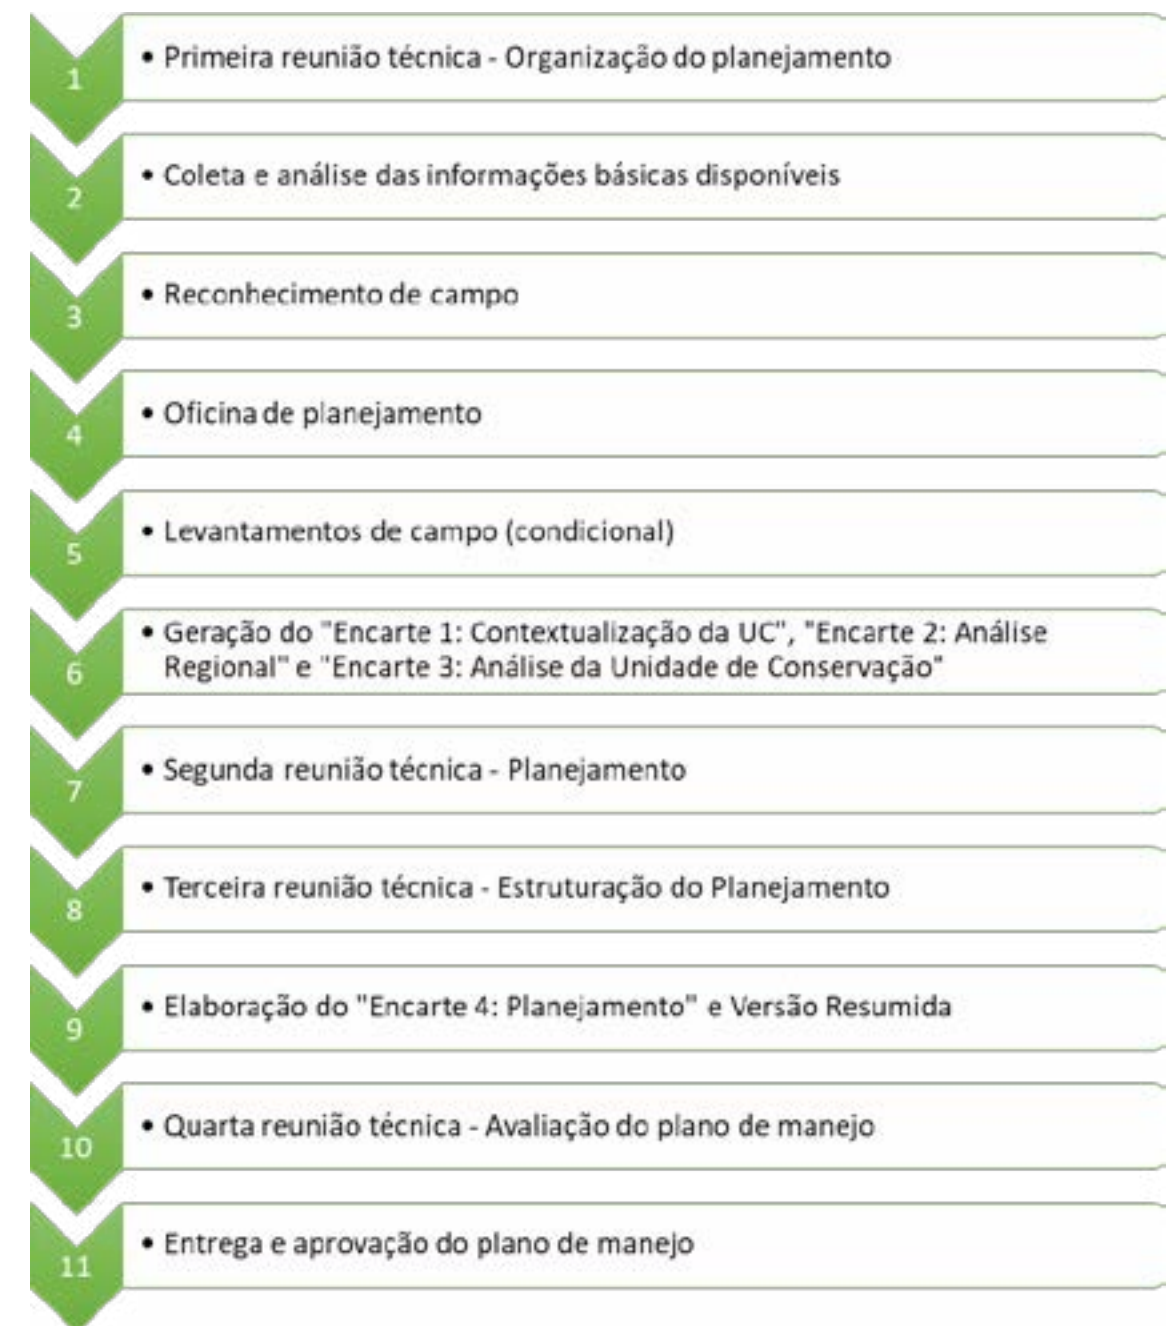 1
• Primeira reunião técnica - Organização do planejamento
2
• Coleta e análise das informações básicas disponíveis
3
• Reconhecimento de campo
4
• Oficina de planejamento
5
• Levantamentos de campo (condicional)
6
• Geração do "Encarte 1: Contextualização da UC", "Encarte 2: Análise
Regional" e "Encarte 3: Análise da Unidade de Conservação"
7
• Segunda reunião técnica - Planejamento
8
• Terceira reunião técnica - Estruturação do Planejamento
9
• Elaboração do "Encarte 4: Planejamento" e Versão Resumida
10
• Quarta reunião técnica - Avaliação do plano de manejo
11
• Entrega e aprovação do plano de manejo